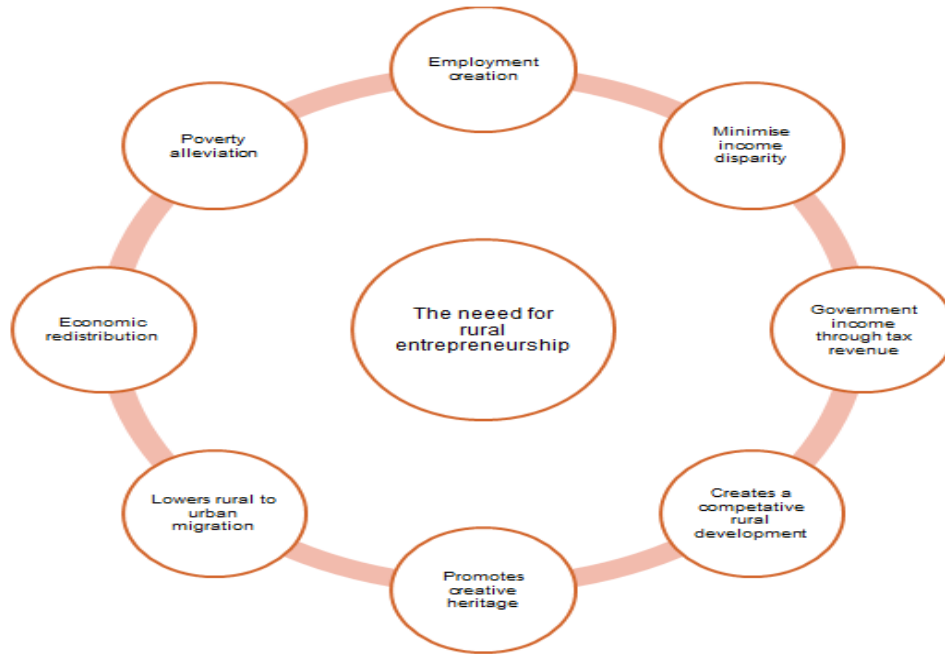 Employment
creation
Minimise
income
disparity
Government
income
through tax
revenue
Creates a
competative
rural
development
Promotes
creative
heritage
Lowers rural to
urban
migration
Economic
redistribution
Poverty
alleviation
The neeed for
rural
entrepreneurship